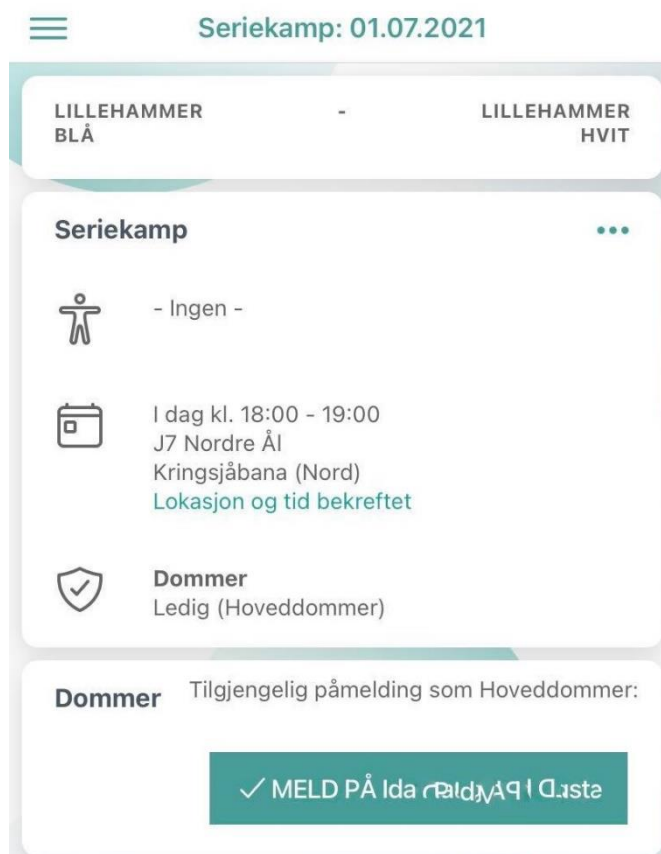 Seriekamp: 01.07.2021
LILLEHAMMER BLÅ - LILLEHAMMER HVIT
Seriekamp
- Ingen -
I dag kl. 18:00 - 19:00
J7 Nordre Ål
Kringsjåbana (Nord)
Lokasjon og tid bekreftet
Dommer
Ledig (Hoveddommer)
Dommer Tilgjengelig påmelding som Hoveddommer:
MELD PÅ Ida